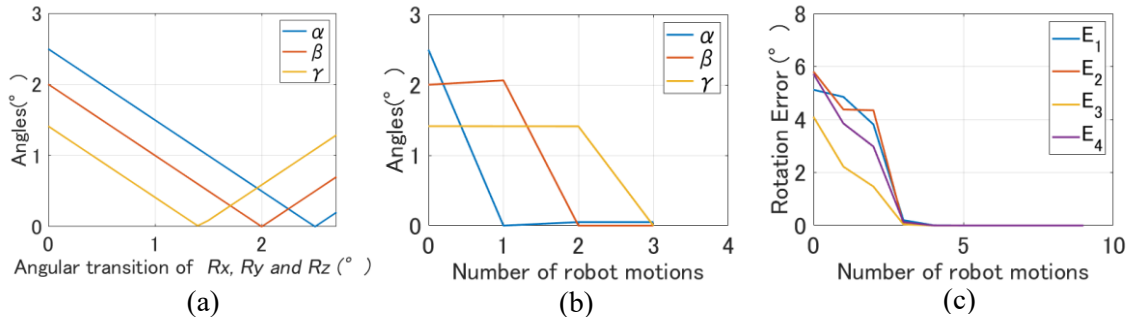 3
2
1
0
Angles(°)
α
β
γ
0 1 2
Angular transition of Rx, Ry and Rz (°)
(a)
3
2
1
0
Angles(°)
α
β
γ
0 1 2 3 4
Number of robot motions
(b)
8
6
4
2
0
Rotation Error(°)
E1
E2
E3
E4
0 5 10
Number of robot motions
(c)